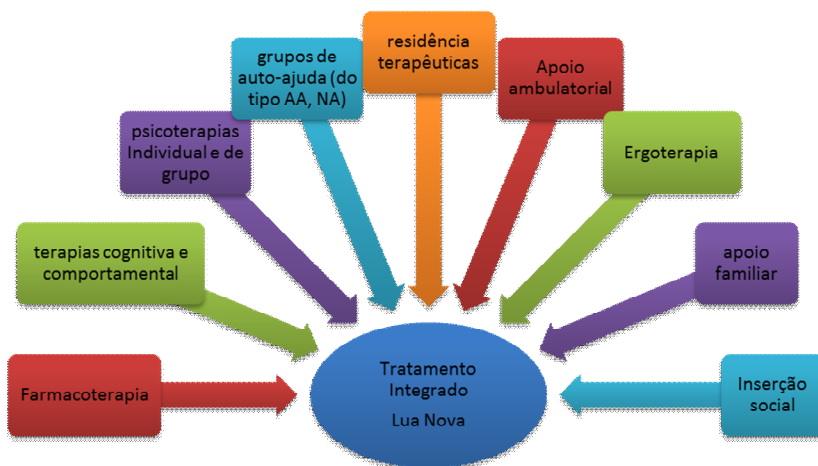 residência
terapêuticas
grupos de
auto-ajuda (do
tipo AA, NA)
Apoio
ambulatorial
psicoterapias
Individual e de
grupo
Ergoterapia
terapias cognitiva e
comportamental
apoio
familiar
Farmacoterapia
Tratamento
Integrado
Lua Nova
Inserção
social